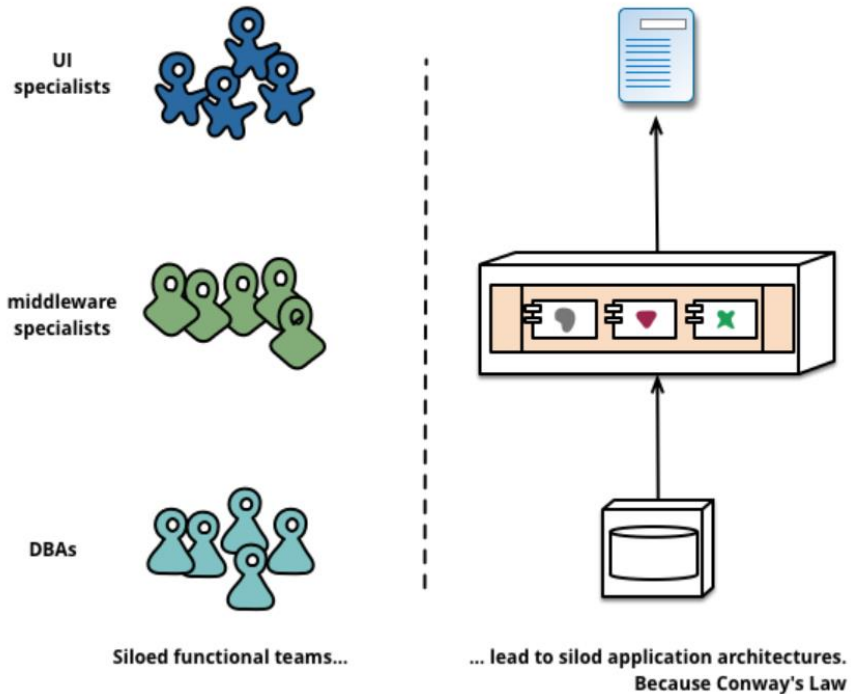 UI
specialists
middleware
specialists
DBAs
Siloed functional teams...
... lead to silod application architectures.
Because Conway's Law